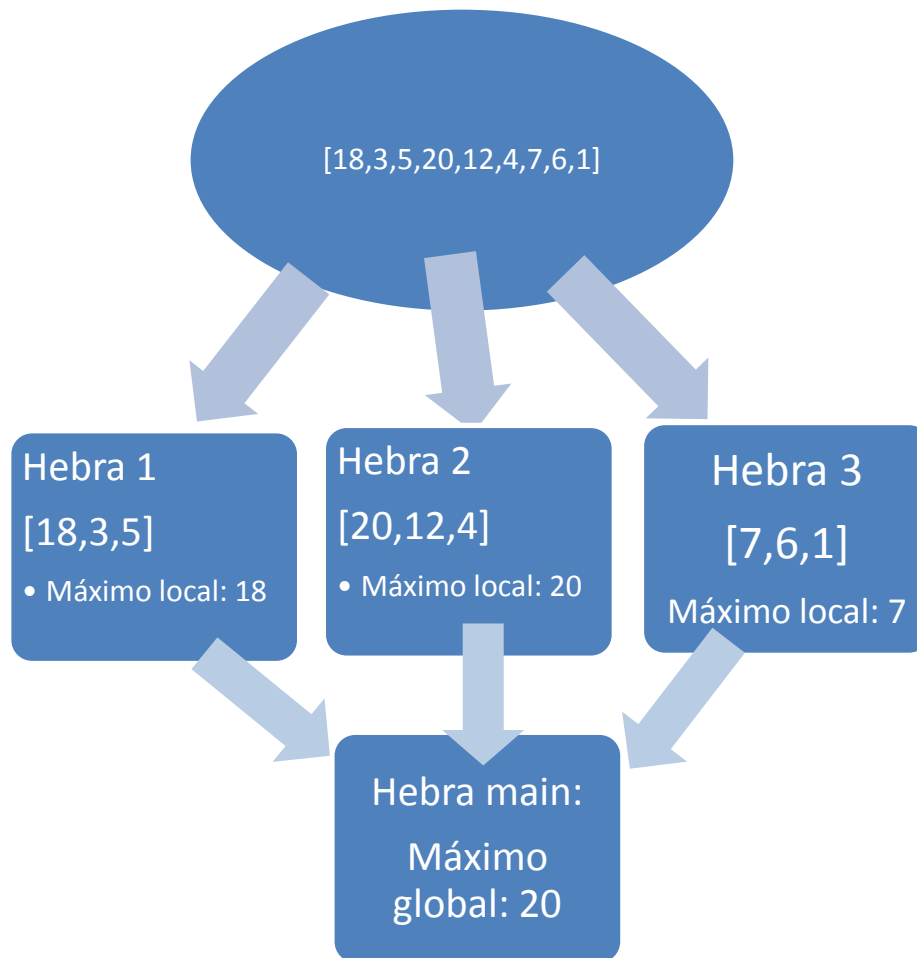 [18,3,5,20,12,4,7,6,1]
Hebra 1
[18,3,5]
• Máximo local: 18
Hebra 2
[20,12,4]
• Máximo local: 20
Hebra 3
[7,6,1]
Máximo local: 7
Hebra main:
Máximo
global: 20